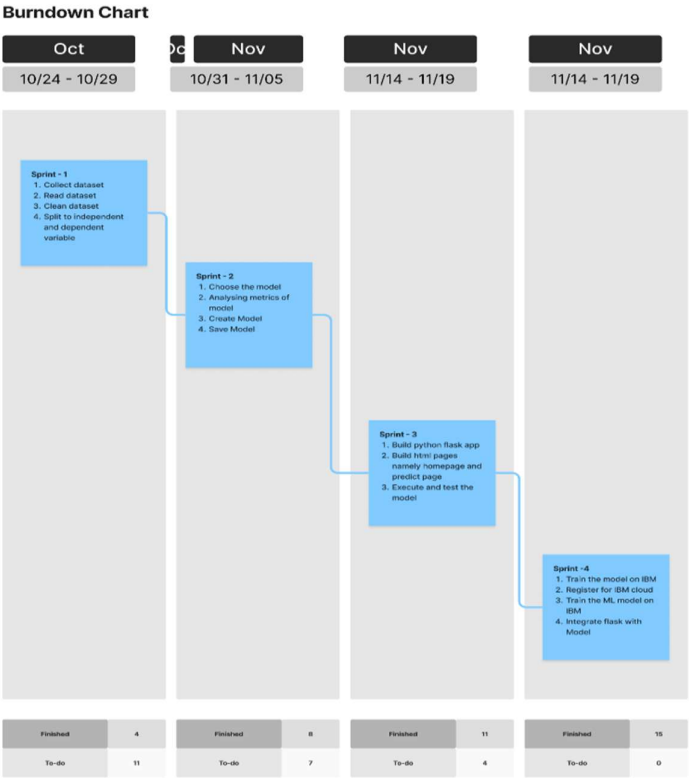 Burndown Chart
Oct
Oc
Nov
Nov
Nov
10/24 - 10/29
10/31 - 11/05
11/14 - 11/19
11/14 - 11/19
Sprint - 1
1. Collect dataset
2. Read dataset
3. Clean dataset
4. Split to independent
and dependent
variable
Sprint - 2
1. Choose the model
2. Analysing metrics of
model
3. Create Model
4. Save Model
Sprint - 3
1. Build python flask app
2. Build html pages
namely homepage and
predict page
3. Execute and test the
model
Sprint -4
1. Train the model on IBM
2. Register for IBM cloud
3. Train the ML model on
IBM
4. Integrate flask with
Model
Finished 4
To-do 11
Finished 8
To-do 7
Finished 11
To-do 4
Finished 15
To-do 0